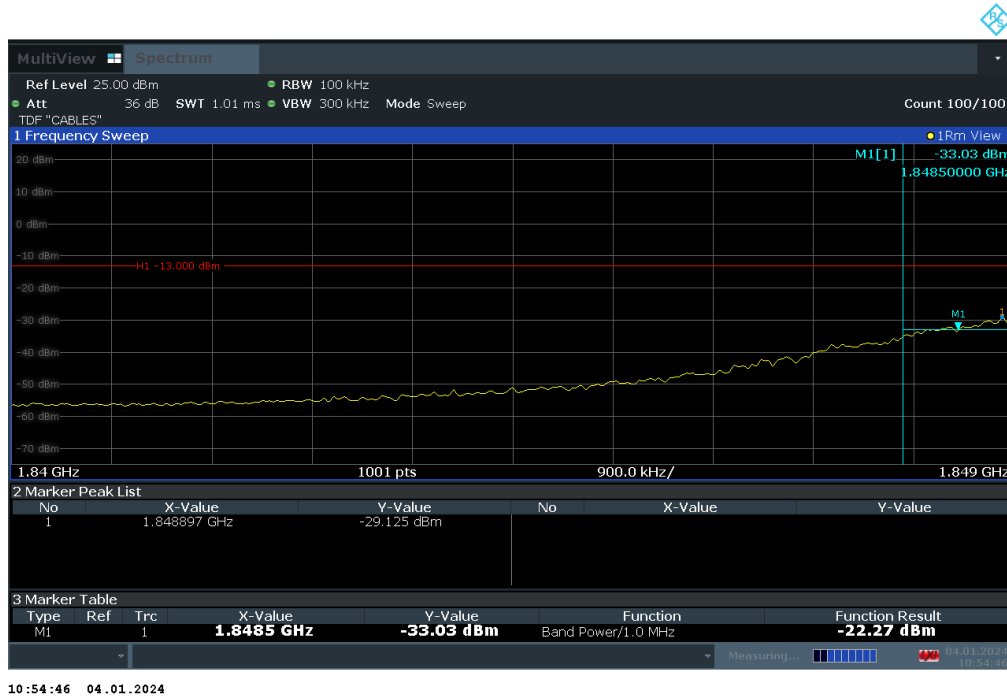 R&S
MultiView Spectrum
Ref Level 25.00 dBm RBW 100 kHz
Att 36 dB SWT 1.01 ms VBW 300 kHz Mode Sweep Count 100/100
TDF "CABLES"
1 Frequency Sweep 1Rm View
M1[1] -33.03 dBm
1.84850000 GHz
20 dBm
10 dBm
0 dBm
-10 dBm
H1 -13.000 dBm
-20 dBm
-30 dBm
M1 1
-40 dBm
-50 dBm
-60 dBm
-70 dBm
1.84 GHz 1001 pts 900.0 kHz/ 1.849 GHz
2 Marker Peak List
No X-Value Y-Value No X-Value Y-Value
1 1.848897 GHz -29.125 dBm
3 Marker Table
Type Ref Trc X-Value Y-Value Function Function Result
M1 1 1.8485 GHz -33.03 dBm Band Power/1.0 MHz -22.27 dBm
Measuring... 04.01.2024
10:54:46
10:54:46 04.01.2024